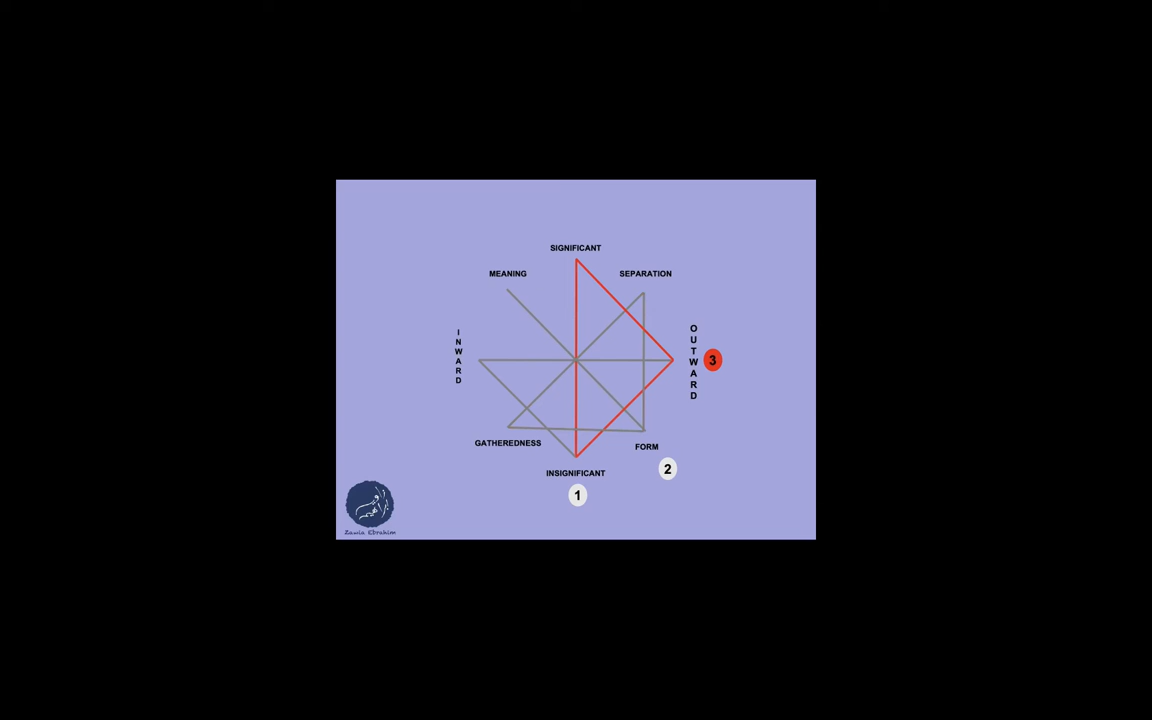 SIGNIFICANT
MEANING
SEPARATION
INWARD
OUTWARD
3
GATHEREDNESS
FORM
2
INSIGNIFICANT
1
Zawia Ebrahim